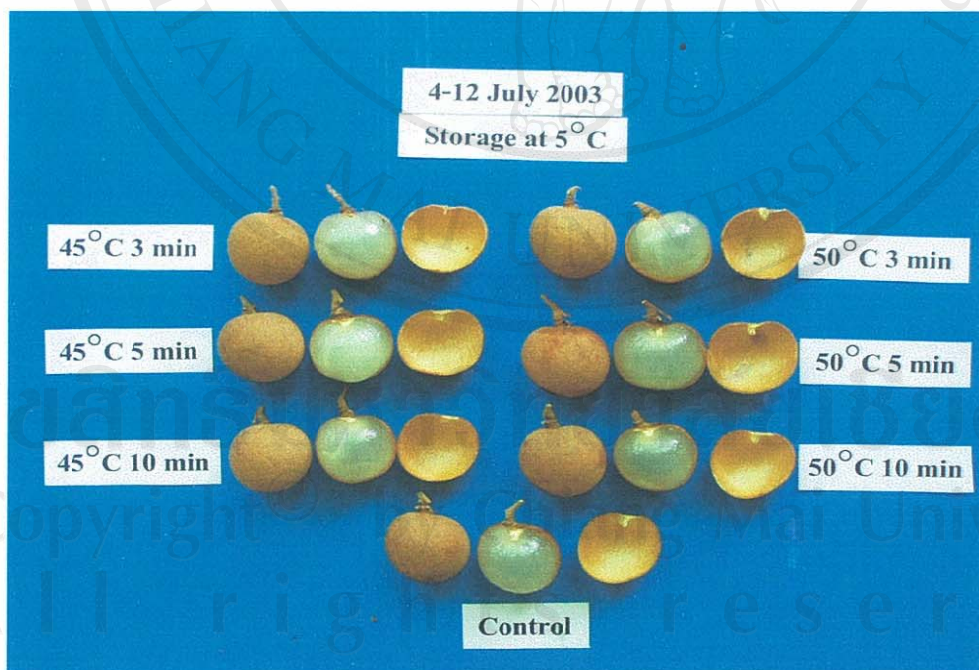 4-12 July 2003
Storage at 5°C
45°C 3 min
50°C 3 min
45°C 5 min
50°C 5 min
45°C 10 min
50°C 10 min
Control